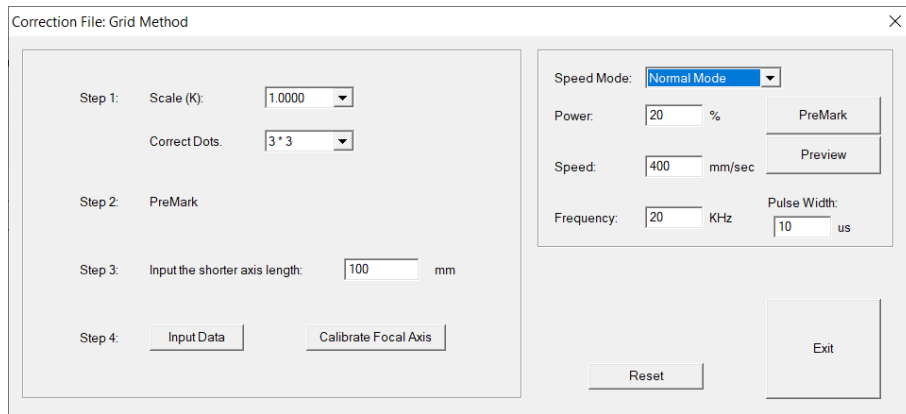 Correction File: Grid Method
Step 1: Scale (K): 1.0000
Correct Dots. 3 * 3
Step 2: PreMark
Step 3: Input the shorter axis length: 100 mm
Step 4: Input Data Calibrate Focal Axis
Speed Mode: Normal Mode
Power: 20 % PreMark
Preview
Speed: 400 mm/sec
Pulse Width:
Frequency: 20 KHz 10 us
Reset
Exit